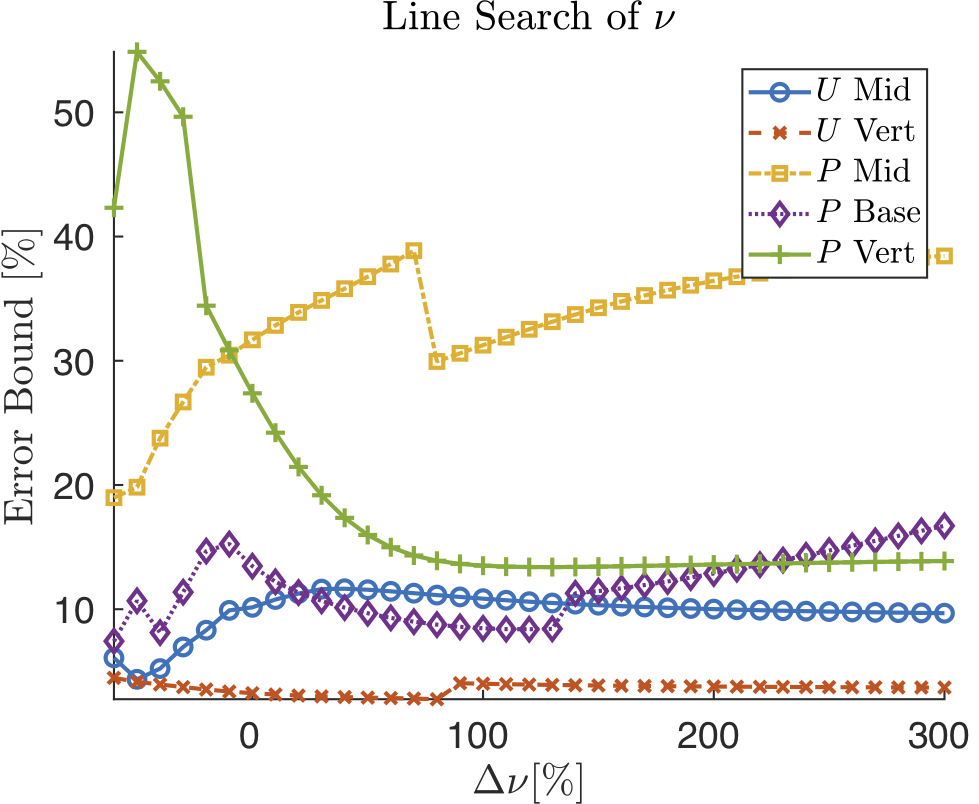 Line Search of ν
Error Bound [%]
50
40
30
20
10
U Mid
U Vert
P Mid
P Base
P Vert
0 100 200 300
Δν[%]